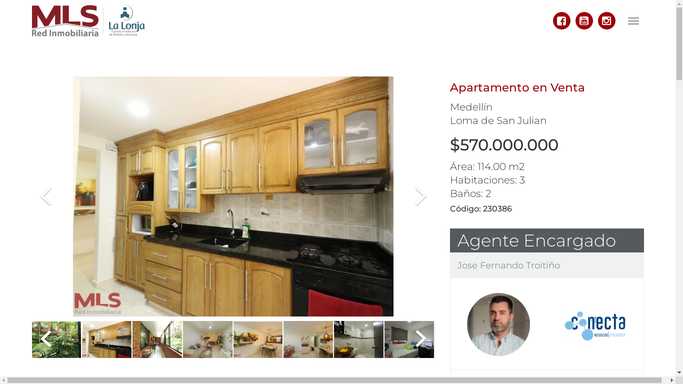 MLS
Red Inmobiliaria
La Lonja
Apartamento en Venta
Medellín
Loma de San Julian
$570.000.000
Área: 114.00 m2
Habitaciones: 3
Baños: 2
Código: 230386
MLS
Red Inmobiliaria
Agente Encargado
Jose Fernando Troitiño
conecta